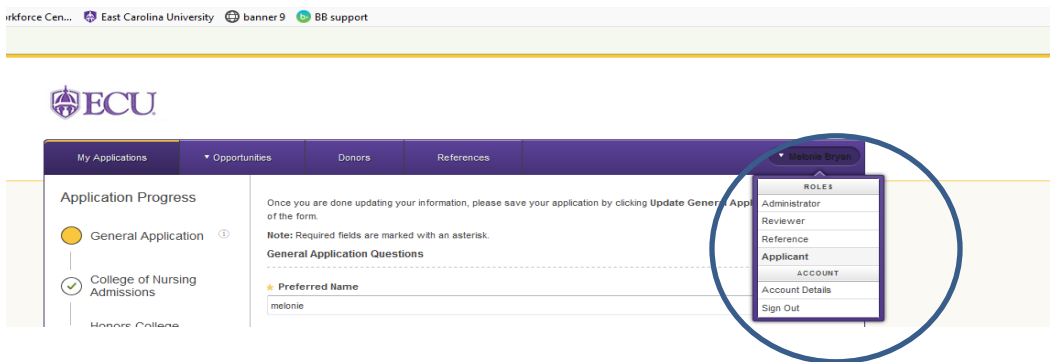 orkforce Cen... East Carolina University banner 9 b- BB support
ECU
My Applications Opportunities Donors References Melonie Bryan
Application Progress
General Application
College of Nursing
Admissions
Honors College
Once you are done updating your information, please save your application by clicking Update General Appl
of the form.
Note: Required fields are marked with an asterisk.
General Application Questions
Preferred Name
melonie
ROLES
Administrator
Reviewer
Reference
Applicant
ACCOUNT
Account Details
Sign Out